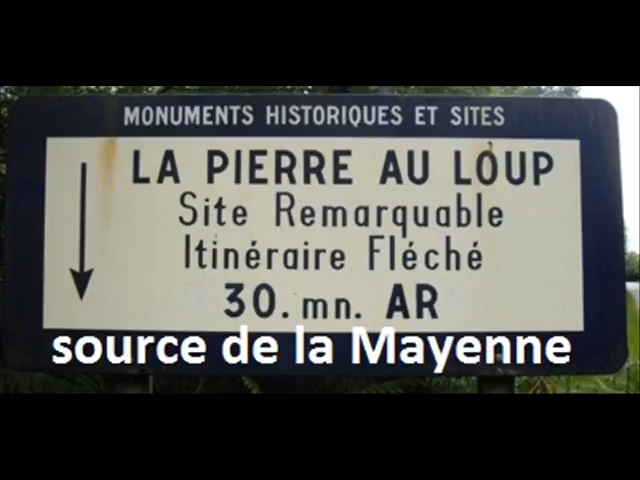 MONUMENTS HISTORIQUES ET SITES
LA PIERRE AU LOUP
Site Remarquable
Itinéraire Fléché
30. mn. AR
source de la Mayenne